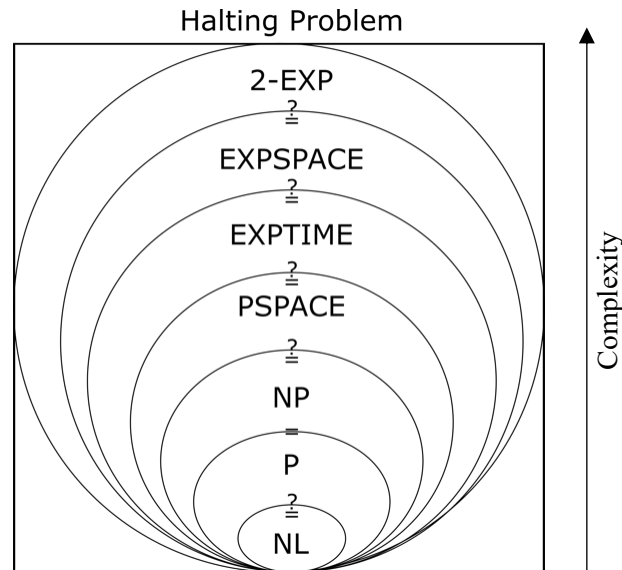 Halting Problem
2-EXP
≟
EXPSPACE
≟
EXPTIME
≟
PSPACE
≟
NP
=
P
≟
NL
Complexity